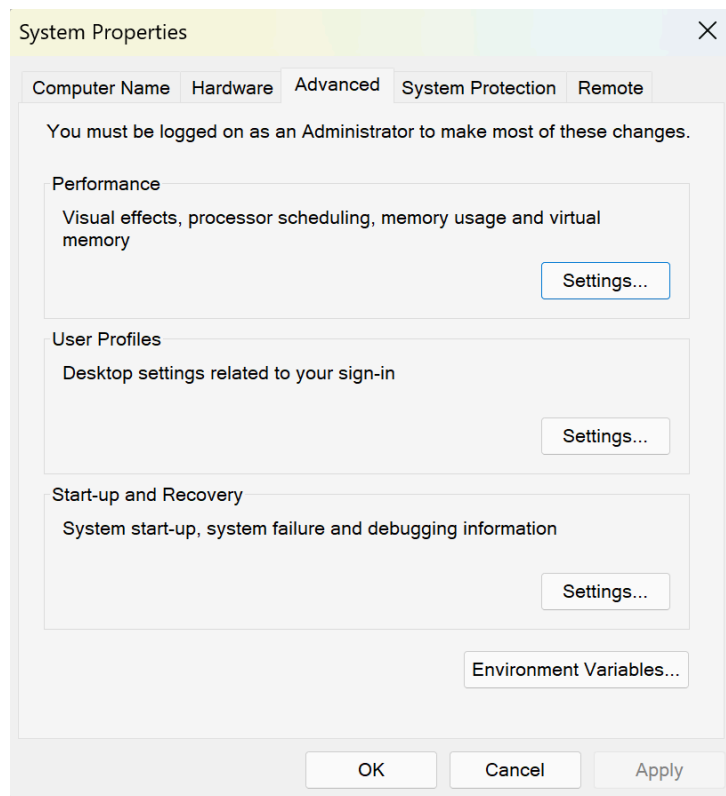 System Properties
Computer Name Hardware Advanced System Protection Remote
You must be logged on as an Administrator to make most of these changes.
Performance
Visual effects, processor scheduling, memory usage and virtual
memory
Settings...
User Profiles
Desktop settings related to your sign-in
Settings...
Start-up and Recovery
System start-up, system failure and debugging information
Settings...
Environment Variables...
OK Cancel Apply